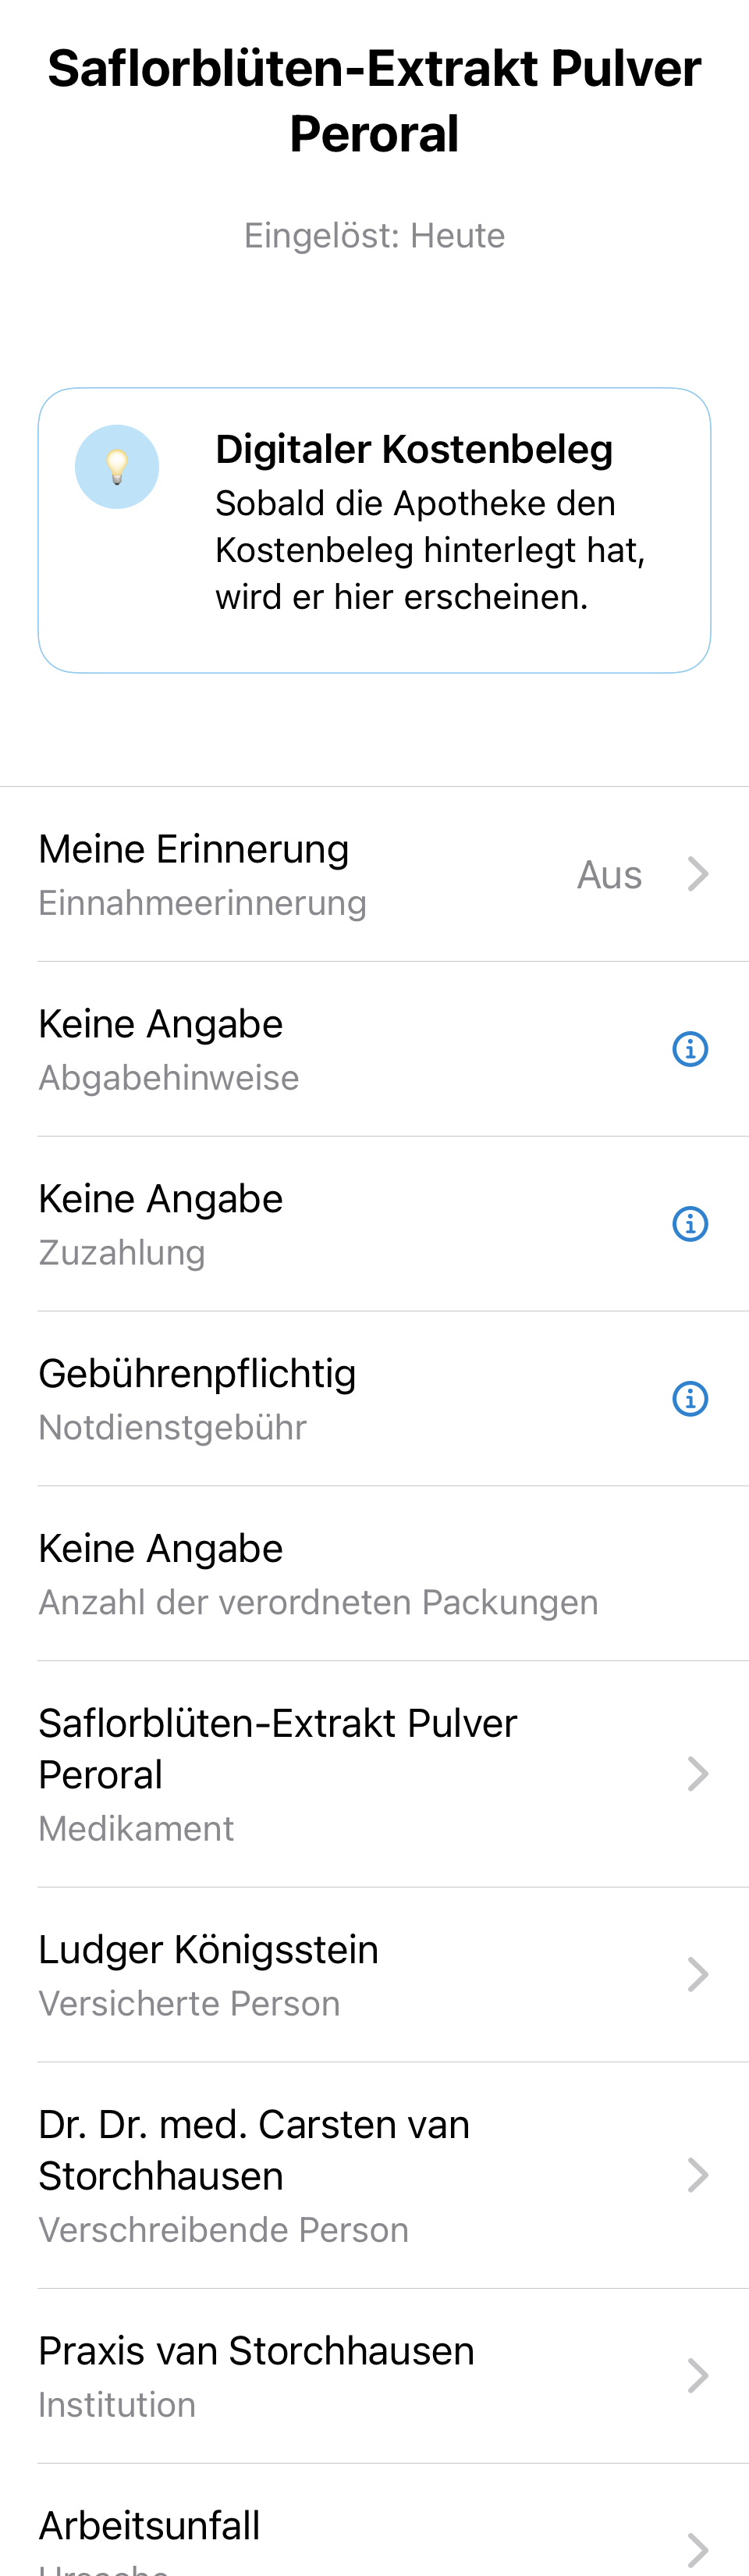 Saflorblüten-Extrakt Pulver
Peroral
Eingelöst: Heute
Digitaler Kostenbeleg
Sobald die Apotheke den
Kostenbeleg hinterlegt hat,
wird er hier erscheinen.
Meine Erinnerung
Einnahmeerinnerung
Aus
Keine Angabe
Abgabehinweise
Keine Angabe
Zuzahlung
Gebührenpflichtig
Notdienstgebühr
Keine Angabe
Anzahl der verordneten Packungen
Saflorblüten-Extrakt Pulver
Peroral
Medikament
Ludger Königsstein
Versicherte Person
Dr. Dr. med. Carsten van
Storchhausen
Verschreibende Person
Praxis van Storchhausen
Institution
Arbeitsunfall